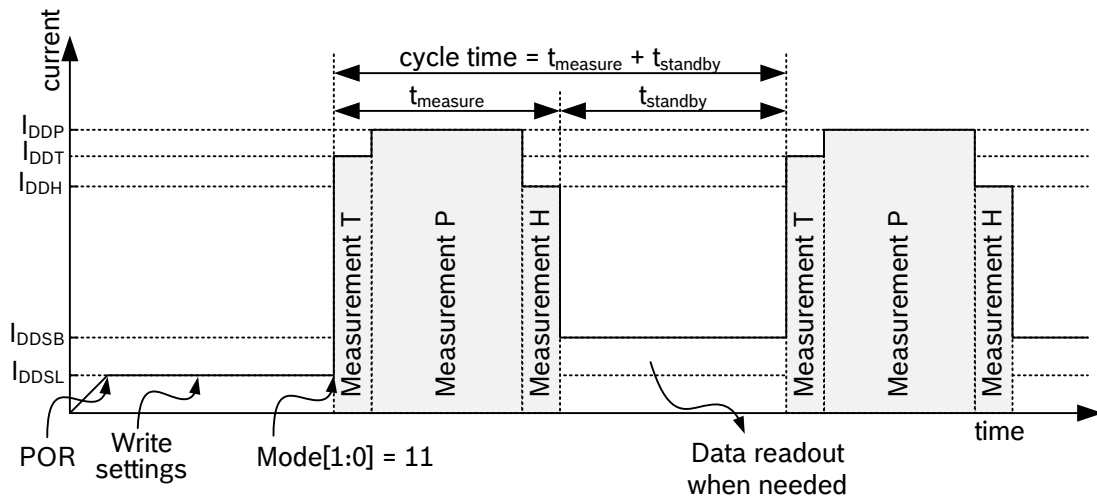 current
cycle time = tmeasure + tstandby
tmeasure
tstandby
IDDP
IDDT
IDDH
IDDSB
IDDSL
Measurement T
Measurement P
Measurement H
Measurement T
Measurement P
Measurement H
time
POR
Write
settings
Mode[1:0] = 11
Data readout
when needed